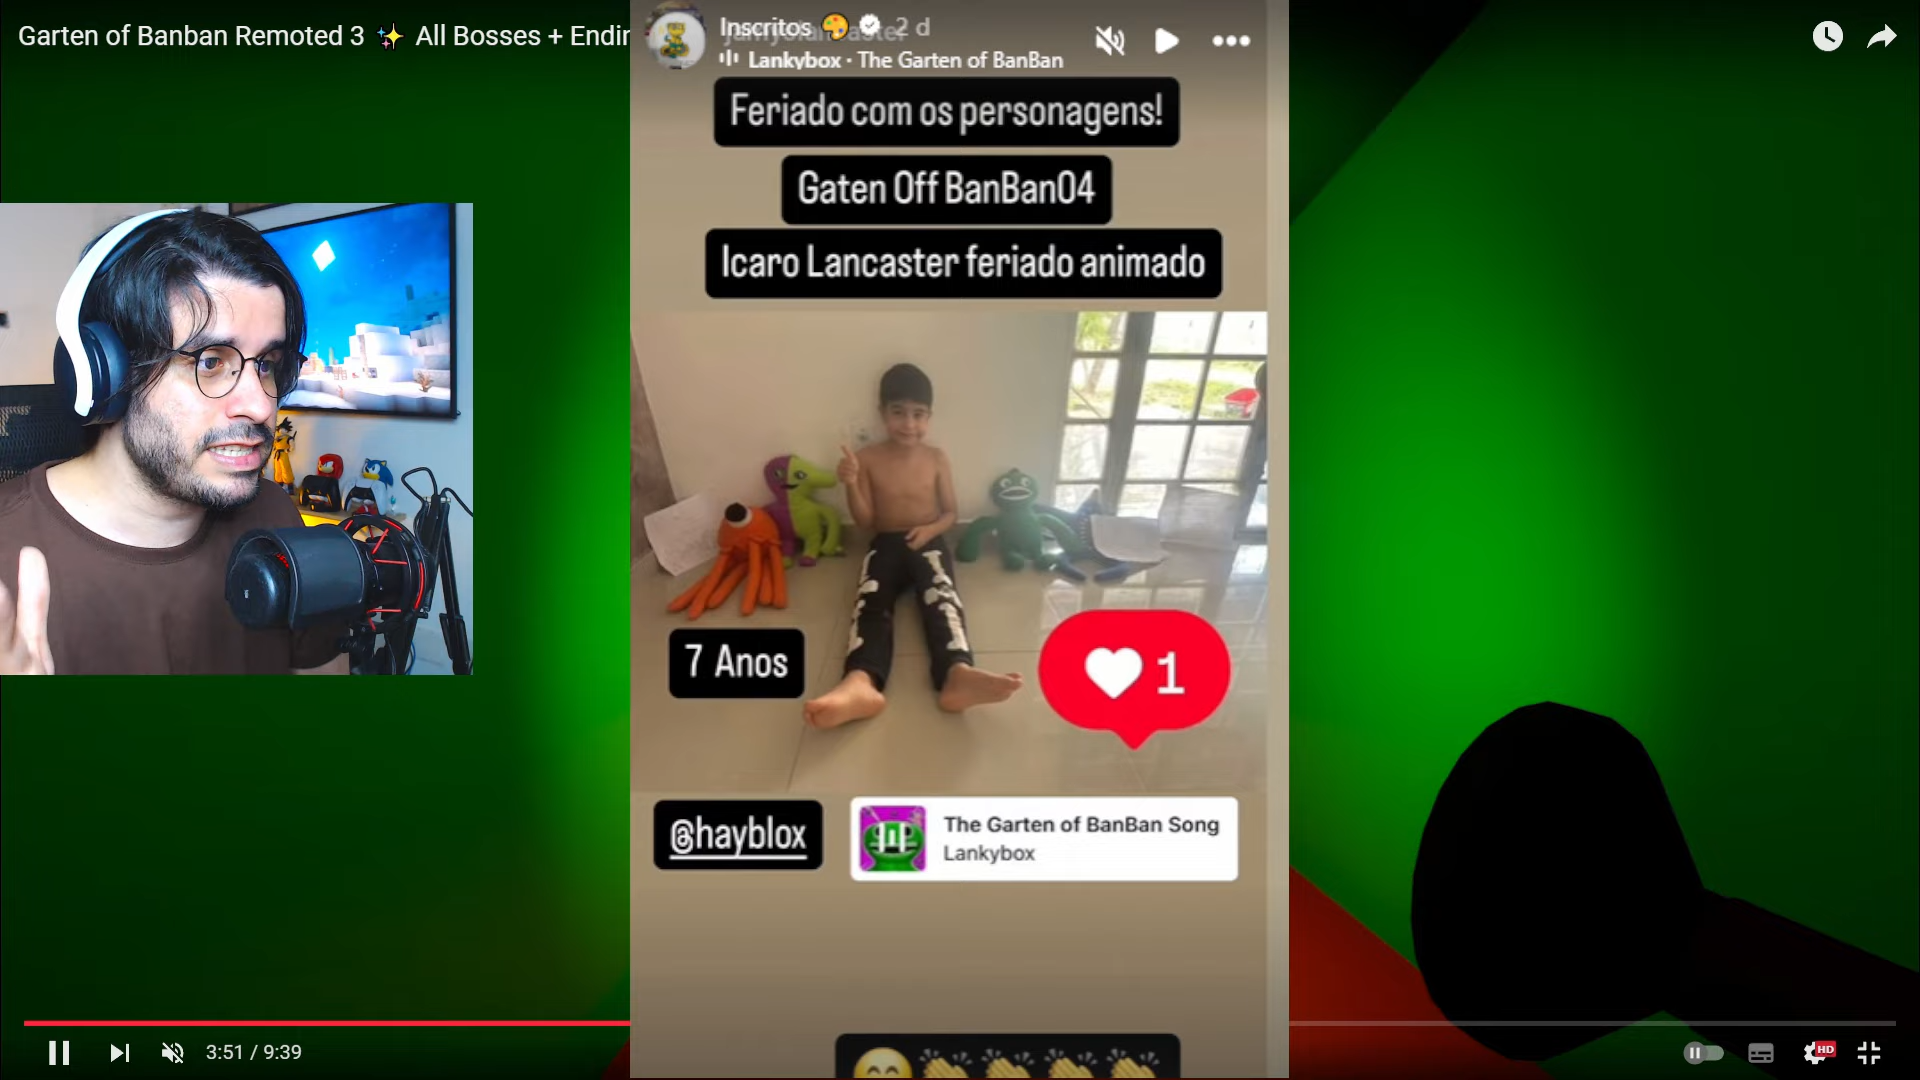 Garten of Banban Remoted 3 ✨ All Bosses + Endin
Inscritos 🎨 2 d
Lankybox · The Garten of BanBan
Feriado com os personagens!
Gaten Off BanBan04
Icaro Lancaster feriado animado
7 Anos
1
@hayblox
The Garten of BanBan Song
Lankybox
3:51 / 9:39
HD